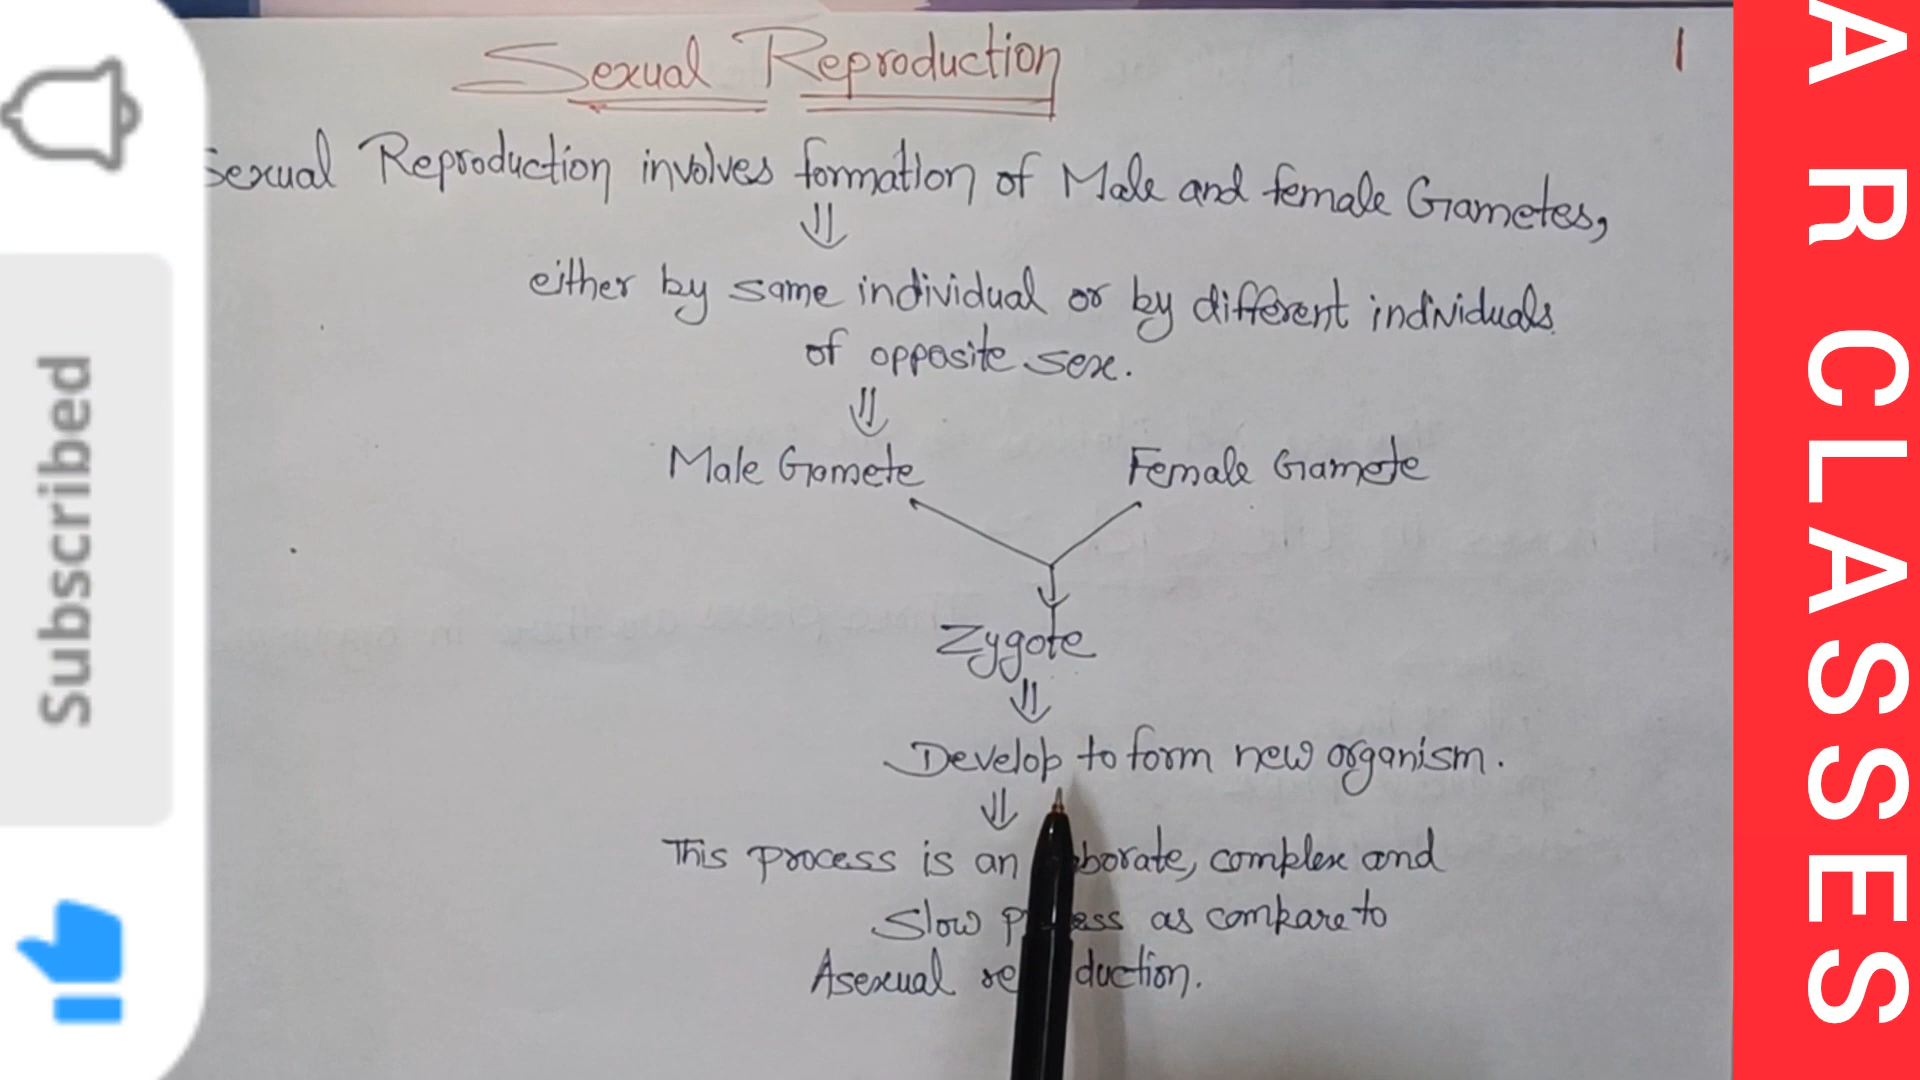 Sexual Reproduction
1
Sexual Reproduction involves formation of Male and female Gametes,
either by same individual or by different individuals
of opposite sex.
Male Gamete Female Gamete
Zygote
Develop to form new organism.
This process is an borate, complex and
Slow as compare to
Asexual duction.
Subscribed
A R CLASSES